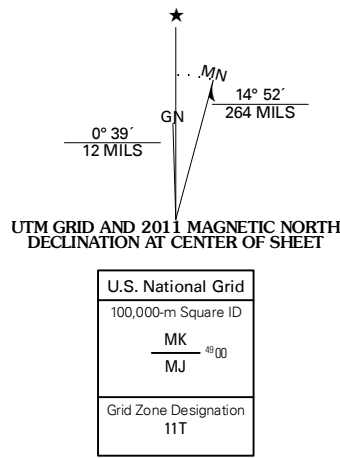 ★
MN
GN
14° 52´
264 MILS
0° 39´
12 MILS
UTM GRID AND 2011 MAGNETIC NORTH
DECLINATION AT CENTER OF SHEET
U.S. National Grid
100,000-m Square ID
MK
4900
MJ
Grid Zone Designation
11T